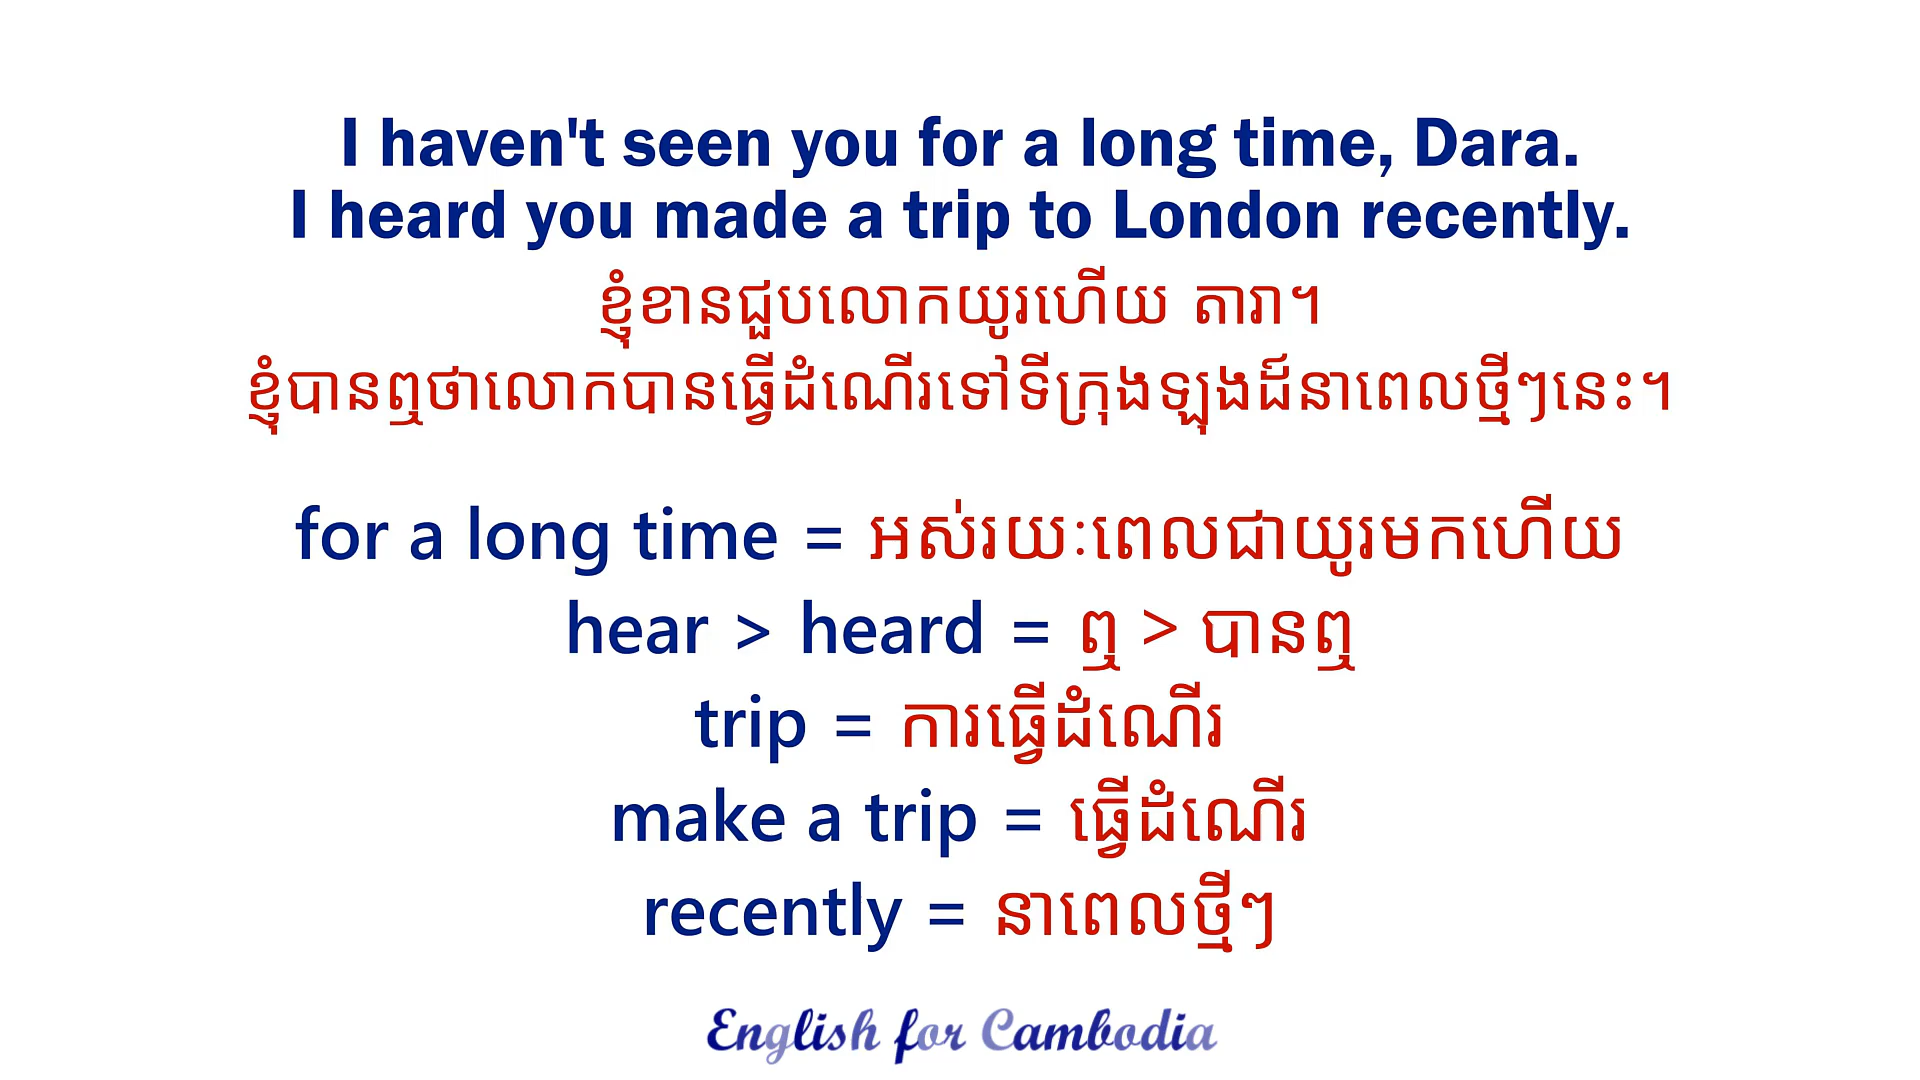 I haven't seen you for a long time, Dara.
I heard you made a trip to London recently.
ខ្ញុំខានជួបលោកយូរហើយ តារា។
ខ្ញុំបានឮថាលោកបានធ្វើដំណើរទៅទីក្រុងឡុងដ៍នាពេលថ្មីៗនេះ។
for a long time = អស់រយៈពេលជាយូរមកហើយ
hear > heard = ឮ > បានឮ
trip = ការធ្វើដំណើរ
make a trip = ធ្វើដំណើរ
recently = នាពេលថ្មីៗ
English for Cambodia